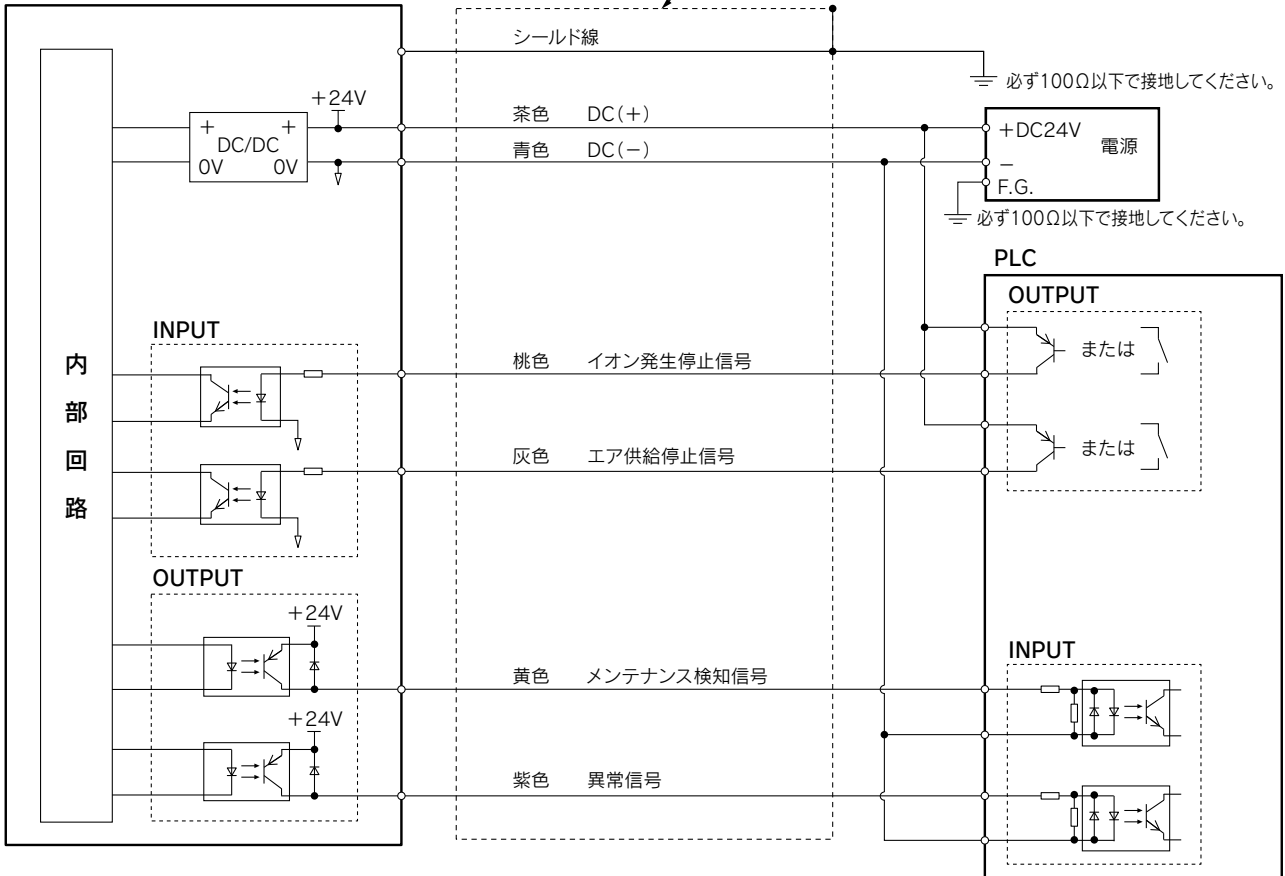 シールド線
必ず100Ω以下で接地してください。
+24V
茶色 DC(+)
+ +
DC/DC
0V 0V
青色 DC(−)
+DC24V
電源
−
F.G.
必ず100Ω以下で接地してください。
PLC
OUTPUT
INPUT
または
内部回路
桃色 イオン発生停止信号
または
灰色 エア供給停止信号
OUTPUT
+24V
INPUT
黄色 メンテナンス検知信号
+24V
紫色 異常信号